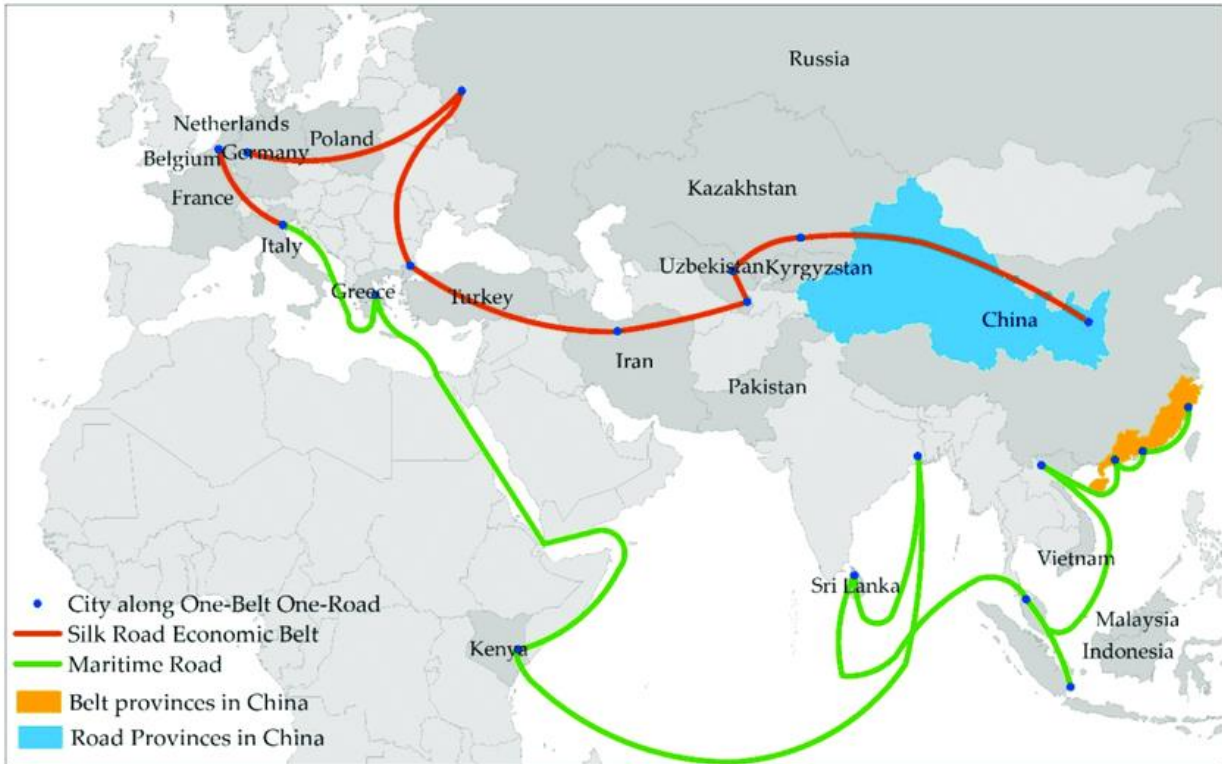 Russia
Netherlands
Poland
Belgium
Germany
France
Kazakhstan
Italy
Uzbekistan
Kyrgyzstan
Greece
Turkey
China
Iran
Pakistan
Vietnam
Sri Lanka
Malaysia
Indonesia
Kenya
City along One-Belt One-Road
Silk Road Economic Belt
Maritime Road
Belt provinces in China
Road Provinces in China